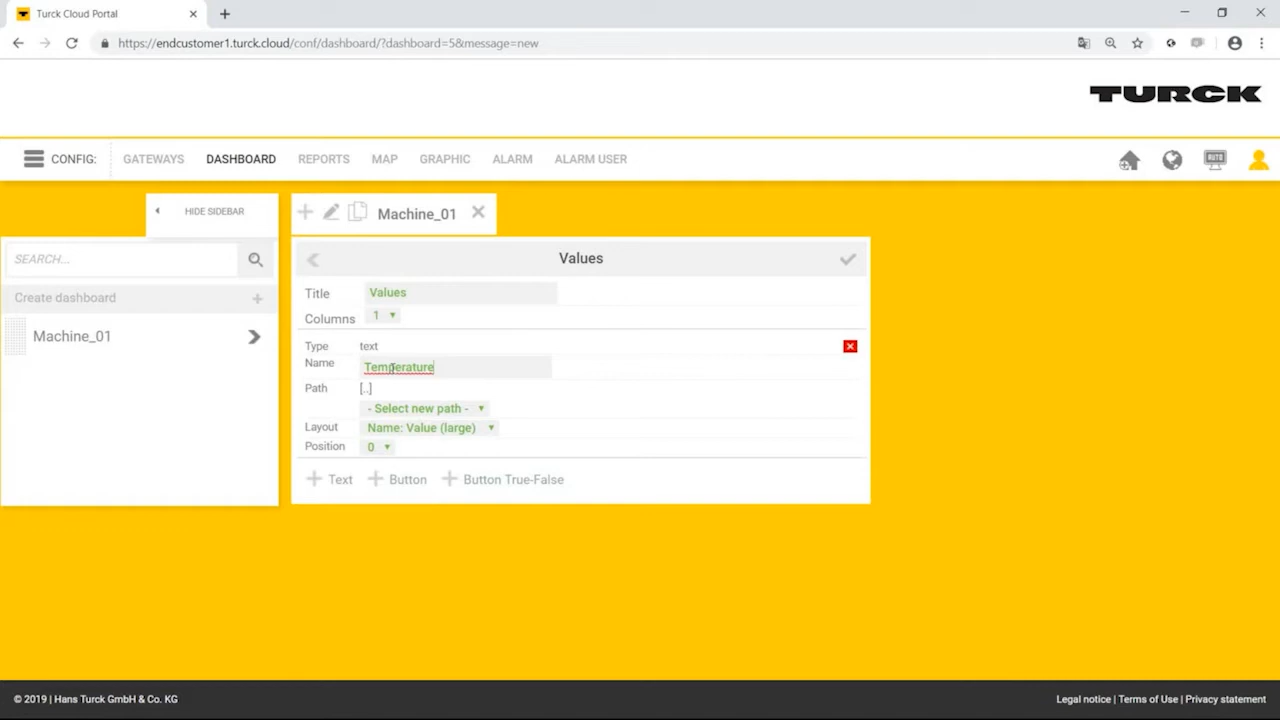 Turck Cloud Portal
https://endcustomer1.turck.cloud/conf/dashboard/?dashboard=5&message=new
TURCK
CONFIG:
GATEWAYS
DASHBOARD
REPORTS
MAP
GRAPHIC
ALARM
ALARM USER
AUTO
HIDE SIDEBAR
SEARCH...
Create dashboard
Machine_01
Machine_01
Values
Title
Values
Columns
1
Type
text
Name
Temperature
Path
[..]
- Select new path -
Layout
Name: Value (large)
Position
0
Text
Button
Button True-False
© 2019 | Hans Turck GmbH & Co. KG
Legal notice | Terms of Use | Privacy statement